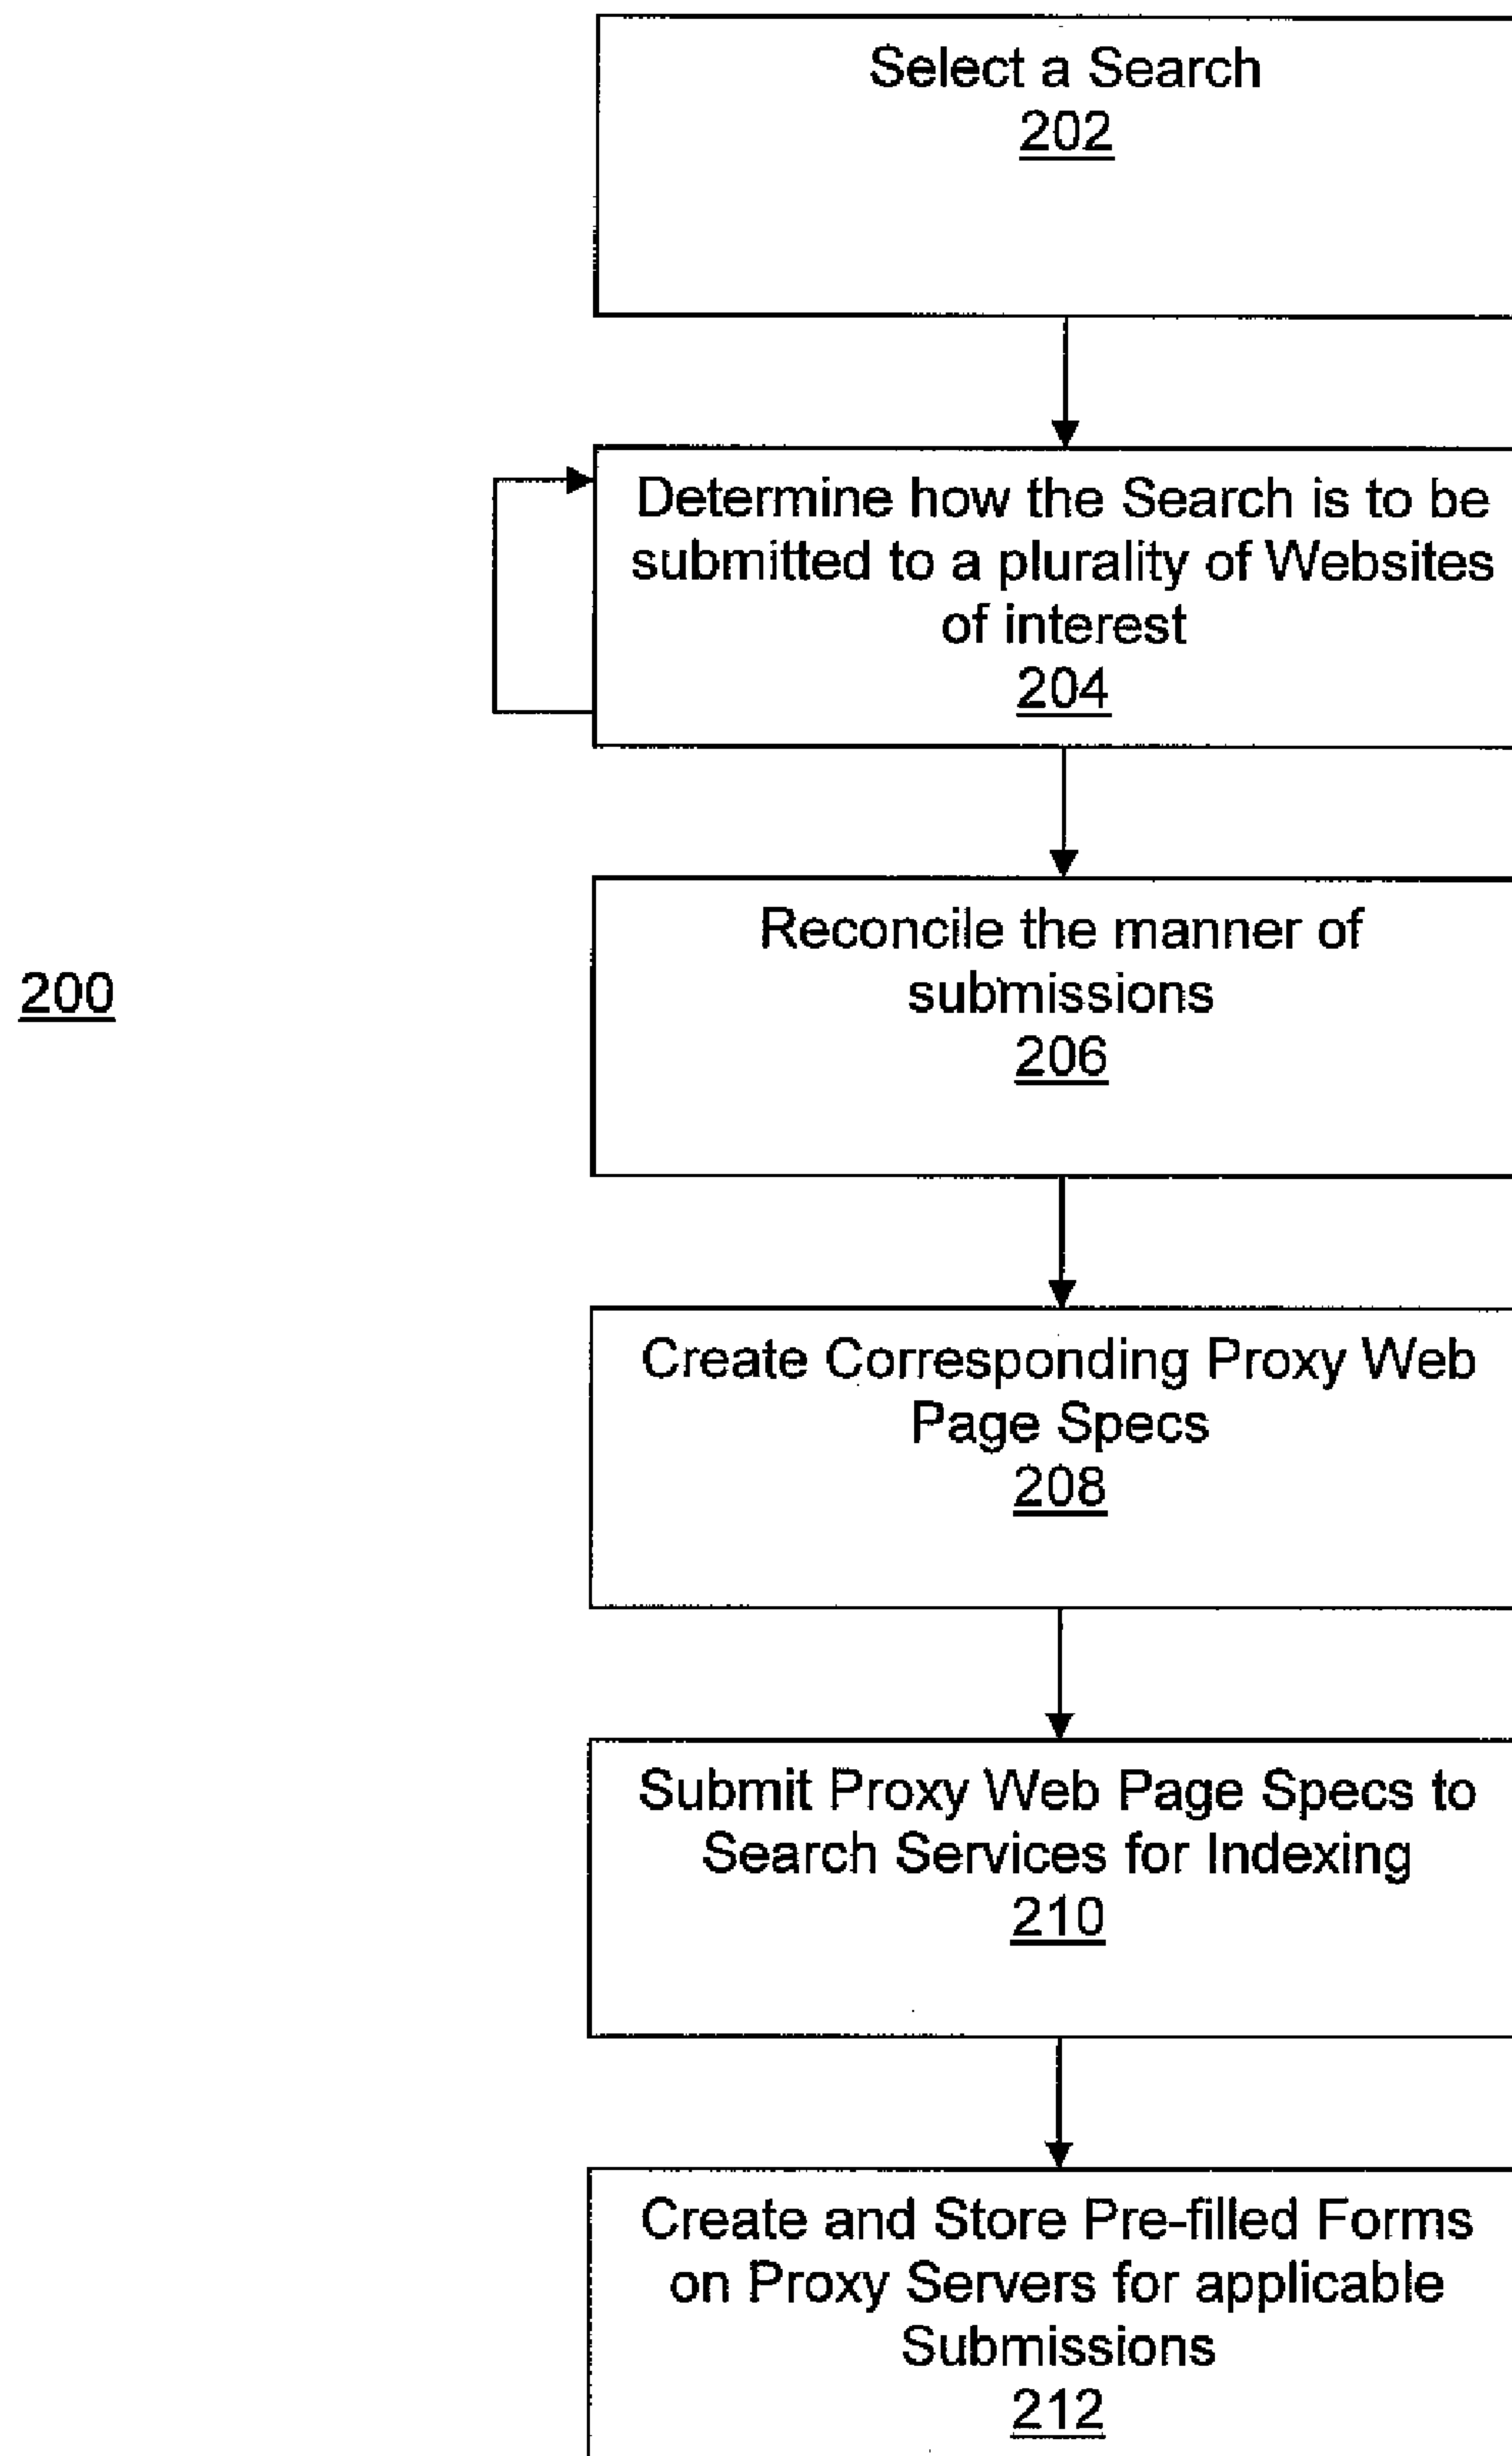 Select a Search
202
Determine how the Search is to be
submitted to a plurality of Websites
of interest
204
Reconcile the manner of
submissions
206
200
Create Corresponding Proxy Web
Page Specs
208
Submit Proxy Web Page Specs to
Search Services for Indexing
210
Create and Store Pre-filled Forms
on Proxy Servers for applicable
Submissions
212